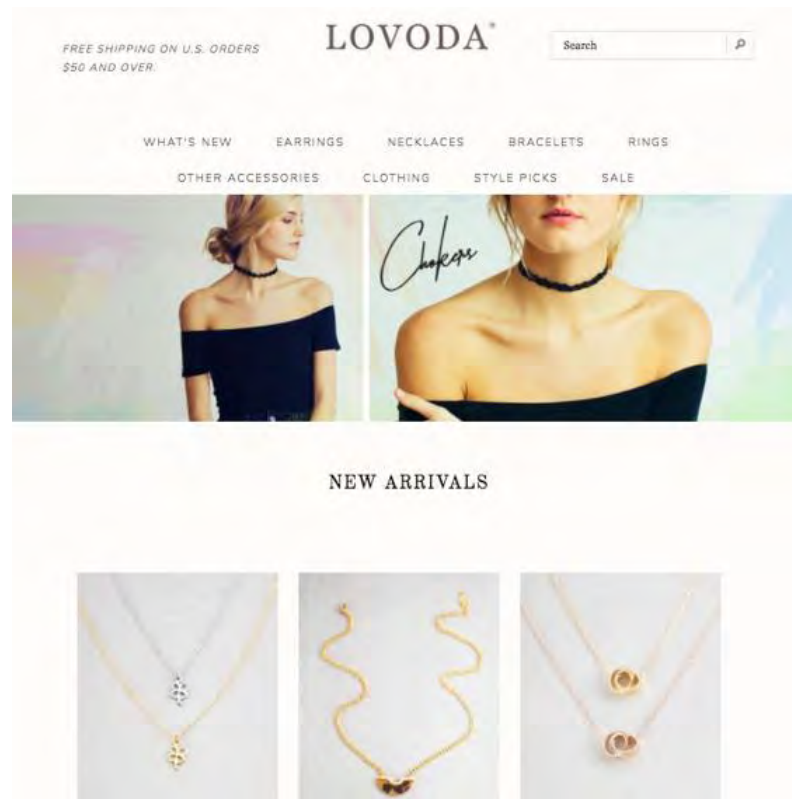 FREE SHIPPING ON U.S. ORDERS
$50 AND OVER.
LOVODA®
Search
WHAT'S NEW EARRINGS NECKLACES BRACELETS RINGS
OTHER ACCESSORIES CLOTHING STYLE PICKS SALE
Chokers
NEW ARRIVALS